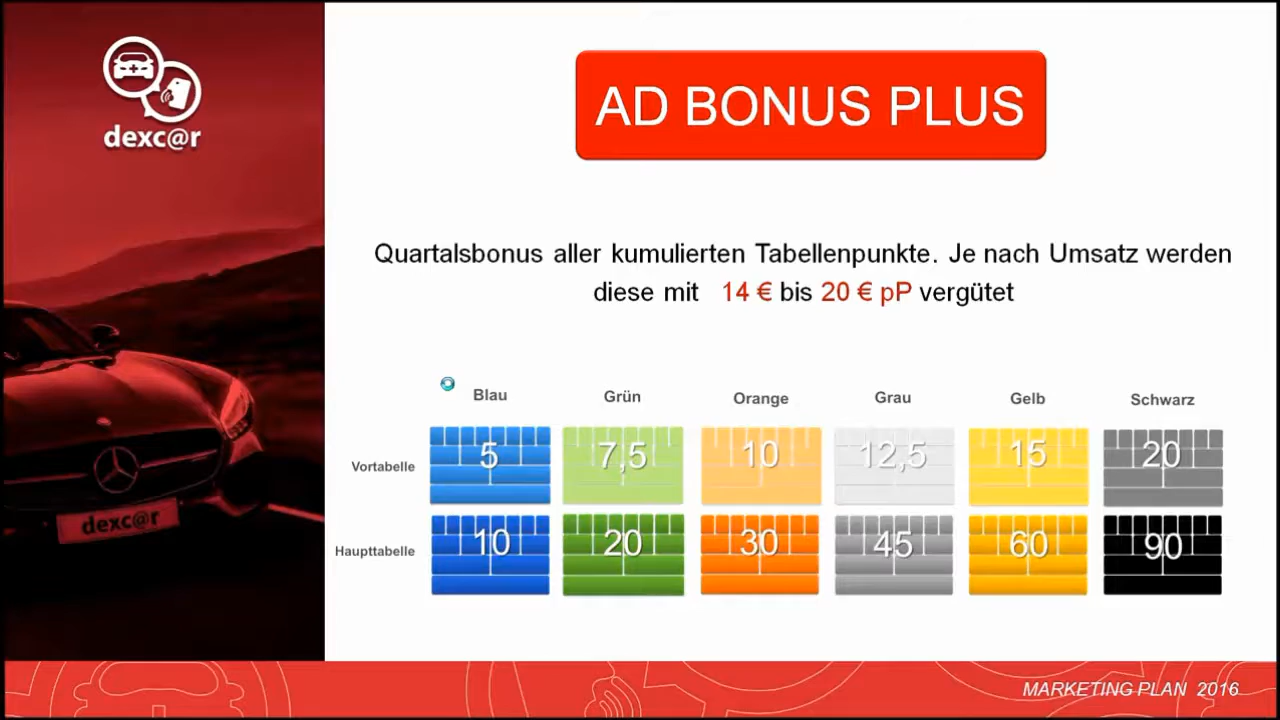 dexc@r
AD BONUS PLUS
Quartalsbonus aller kumulierten Tabellenpunkte. Je nach Umsatz werden
diese mit 14 € bis 20 € pP vergütet
Blau Grün Orange Grau Gelb Schwarz
Vortabelle 5 7,5 10 12,5 15 20
Haupttabelle 10 20 30 45 60 90
dexc@r
MARKETING PLAN 2016